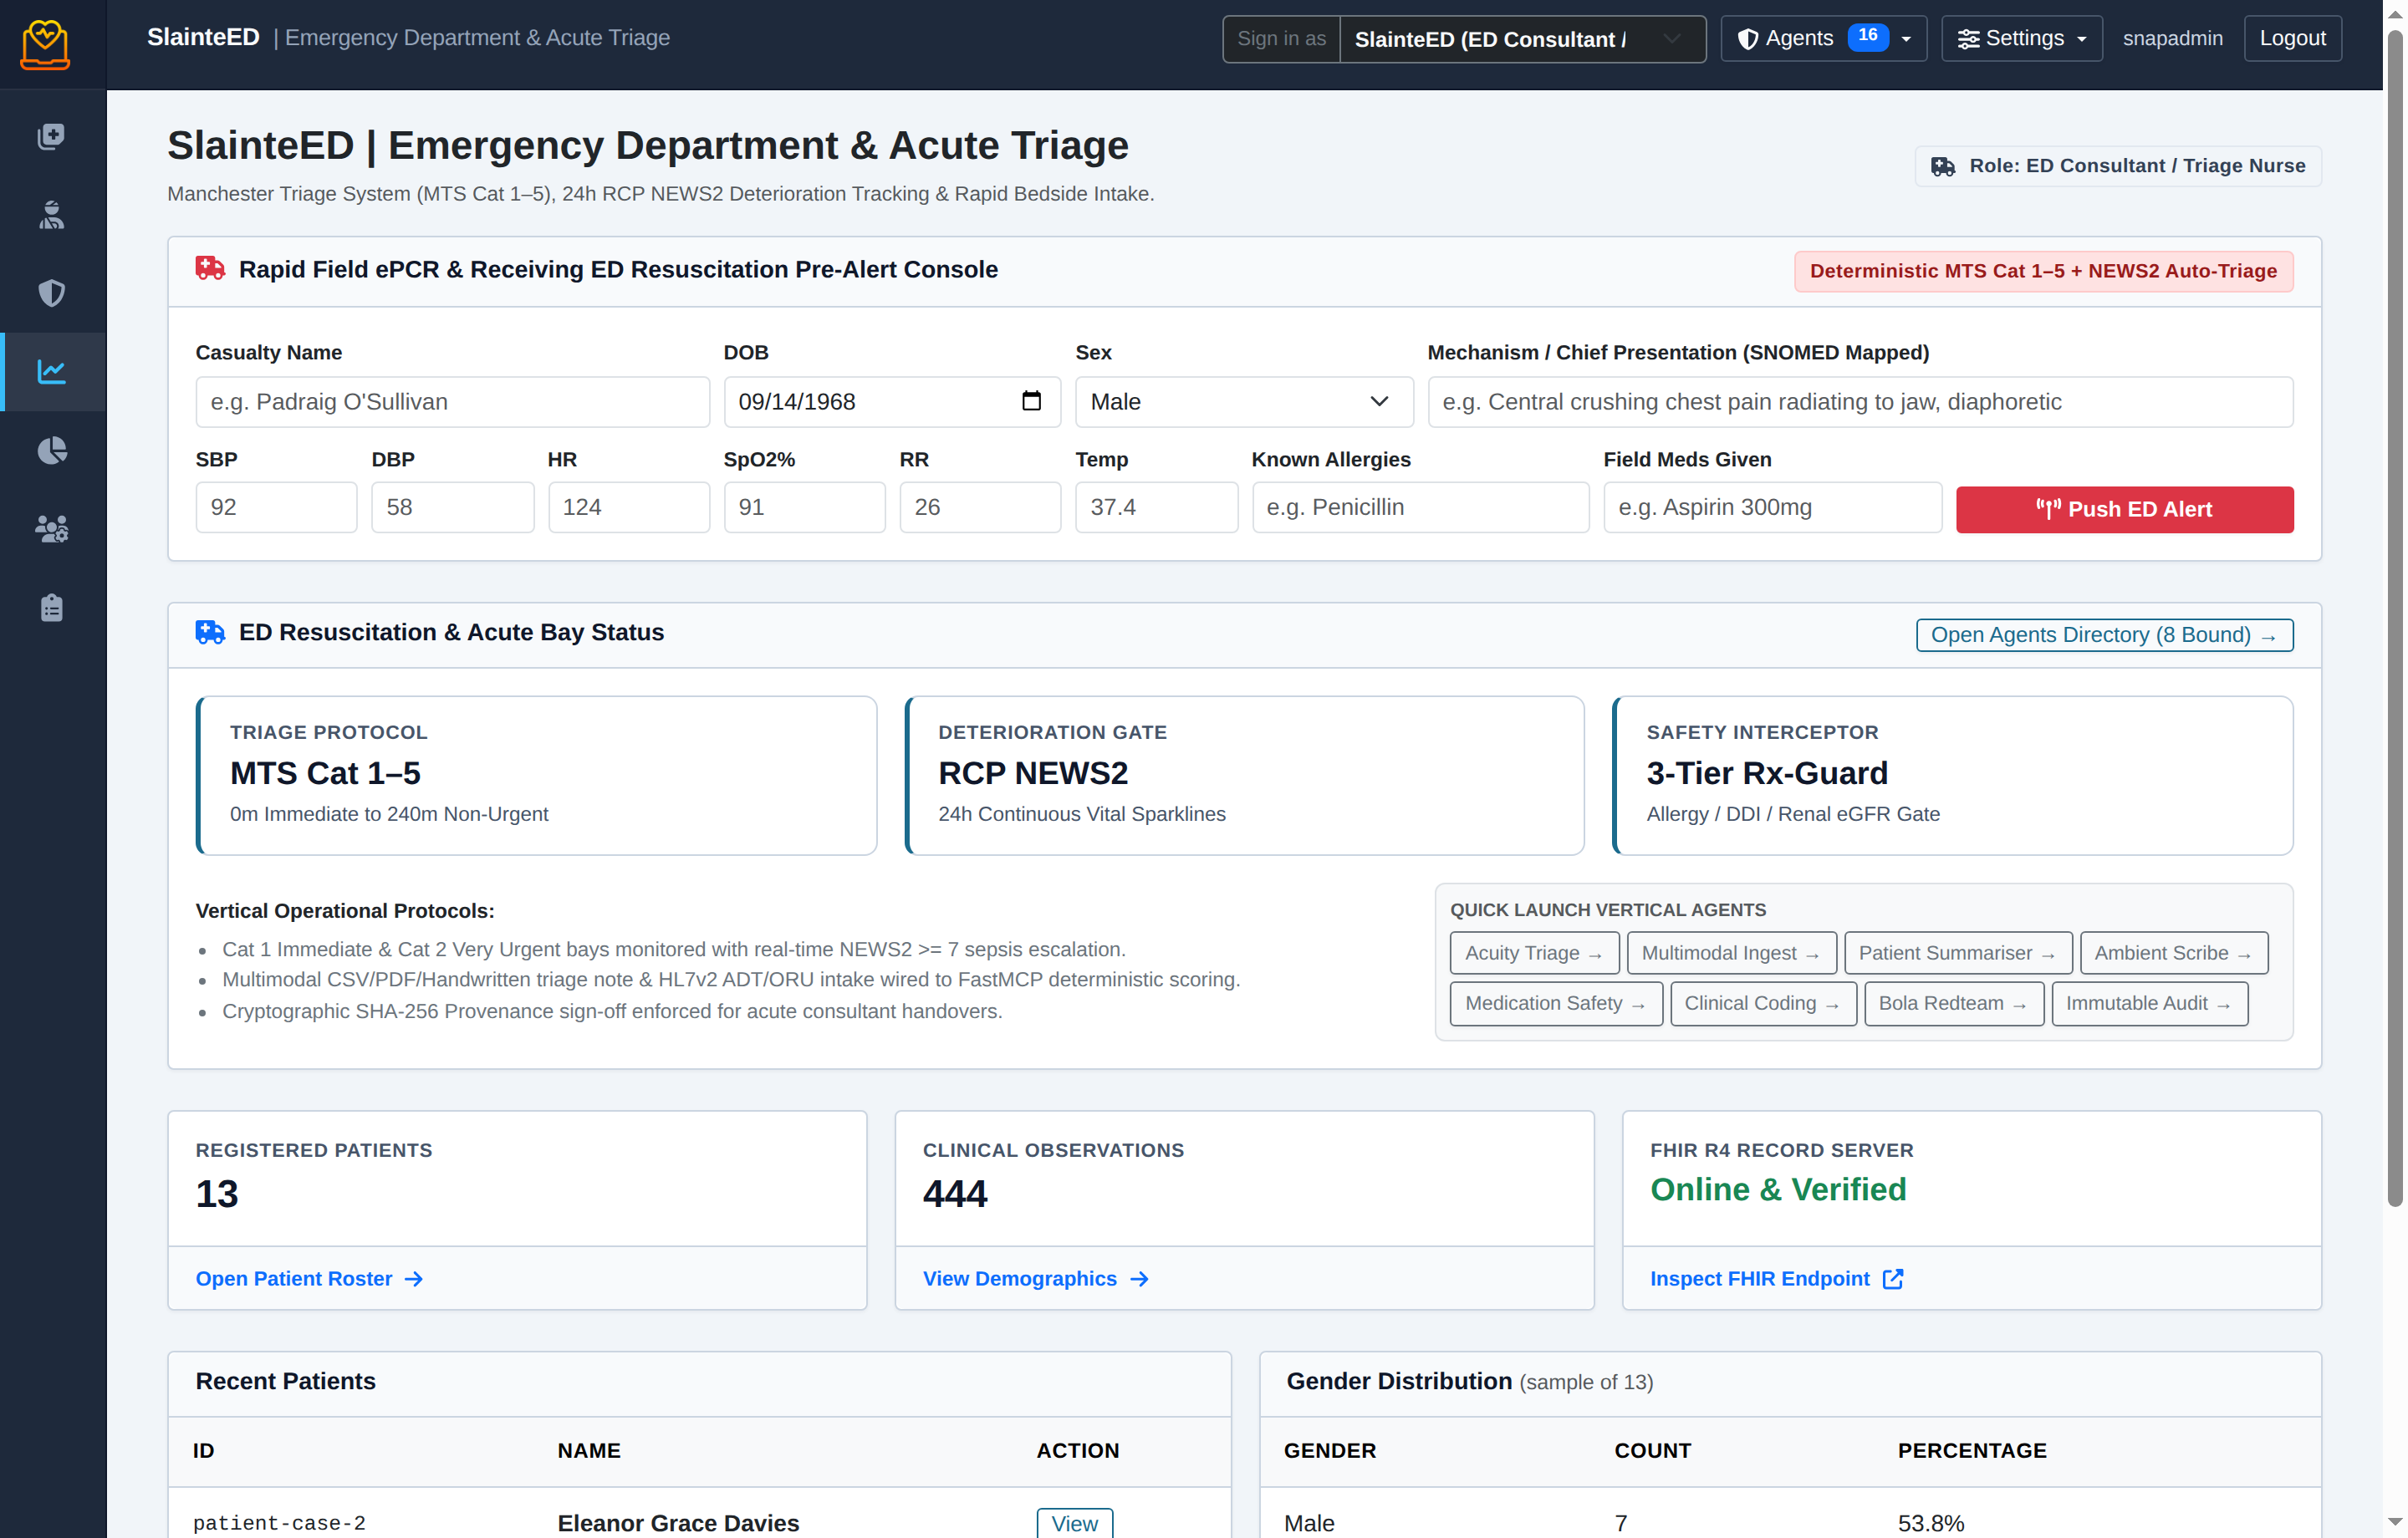 SlainteED | Emergency Department & Acute Triage
Sign in as SlainteED (ED Consultant /
Agents 16
Settings
snapadmin
Logout
SlainteED | Emergency Department & Acute Triage
Manchester Triage System (MTS Cat 1–5), 24h RCP NEWS2 Deterioration Tracking & Rapid Bedside Intake.
Role: ED Consultant / Triage Nurse
Rapid Field ePCR & Receiving ED Resuscitation Pre-Alert Console
Deterministic MTS Cat 1–5 + NEWS2 Auto-Triage
Casualty Name DOB Sex Mechanism / Chief Presentation (SNOMED Mapped)
e.g. Padraig O'Sullivan 09/14/1968 Male e.g. Central crushing chest pain radiating to jaw, diaphoretic
SBP DBP HR SpO2% RR Temp Known Allergies Field Meds Given
92 58 124 91 26 37.4 e.g. Penicillin e.g. Aspirin 300mg Push ED Alert
ED Resuscitation & Acute Bay Status
Open Agents Directory (8 Bound) →
TRIAGE PROTOCOL
MTS Cat 1–5
0m Immediate to 240m Non-Urgent
DETERIORATION GATE
RCP NEWS2
24h Continuous Vital Sparklines
SAFETY INTERCEPTOR
3-Tier Rx-Guard
Allergy / DDI / Renal eGFR Gate
Vertical Operational Protocols:
• Cat 1 Immediate & Cat 2 Very Urgent bays monitored with real-time NEWS2 >= 7 sepsis escalation.
• Multimodal CSV/PDF/Handwritten triage note & HL7v2 ADT/ORU intake wired to FastMCP deterministic scoring.
• Cryptographic SHA-256 Provenance sign-off enforced for acute consultant handovers.
QUICK LAUNCH VERTICAL AGENTS
Acuity Triage → Multimodal Ingest → Patient Summariser → Ambient Scribe →
Medication Safety → Clinical Coding → Bola Redteam → Immutable Audit →
REGISTERED PATIENTS
13
Open Patient Roster →
CLINICAL OBSERVATIONS
444
View Demographics →
FHIR R4 RECORD SERVER
Online & Verified
Inspect FHIR Endpoint
Recent Patients
ID NAME ACTION
patient-case-2 Eleanor Grace Davies View
Gender Distribution (sample of 13)
GENDER COUNT PERCENTAGE
Male 7 53.8%